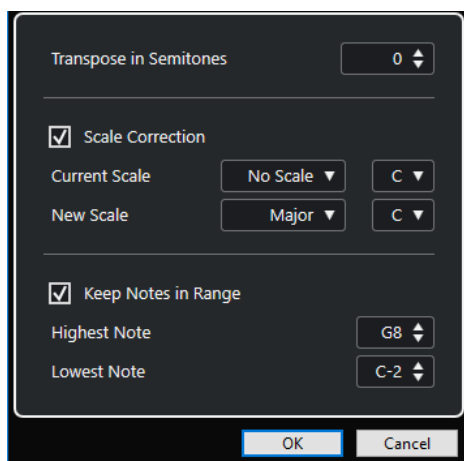 Transpose in Semitones 0
Scale Correction
Current Scale No Scale C
New Scale Major C
Keep Notes in Range
Highest Note G8
Lowest Note C-2
OK Cancel